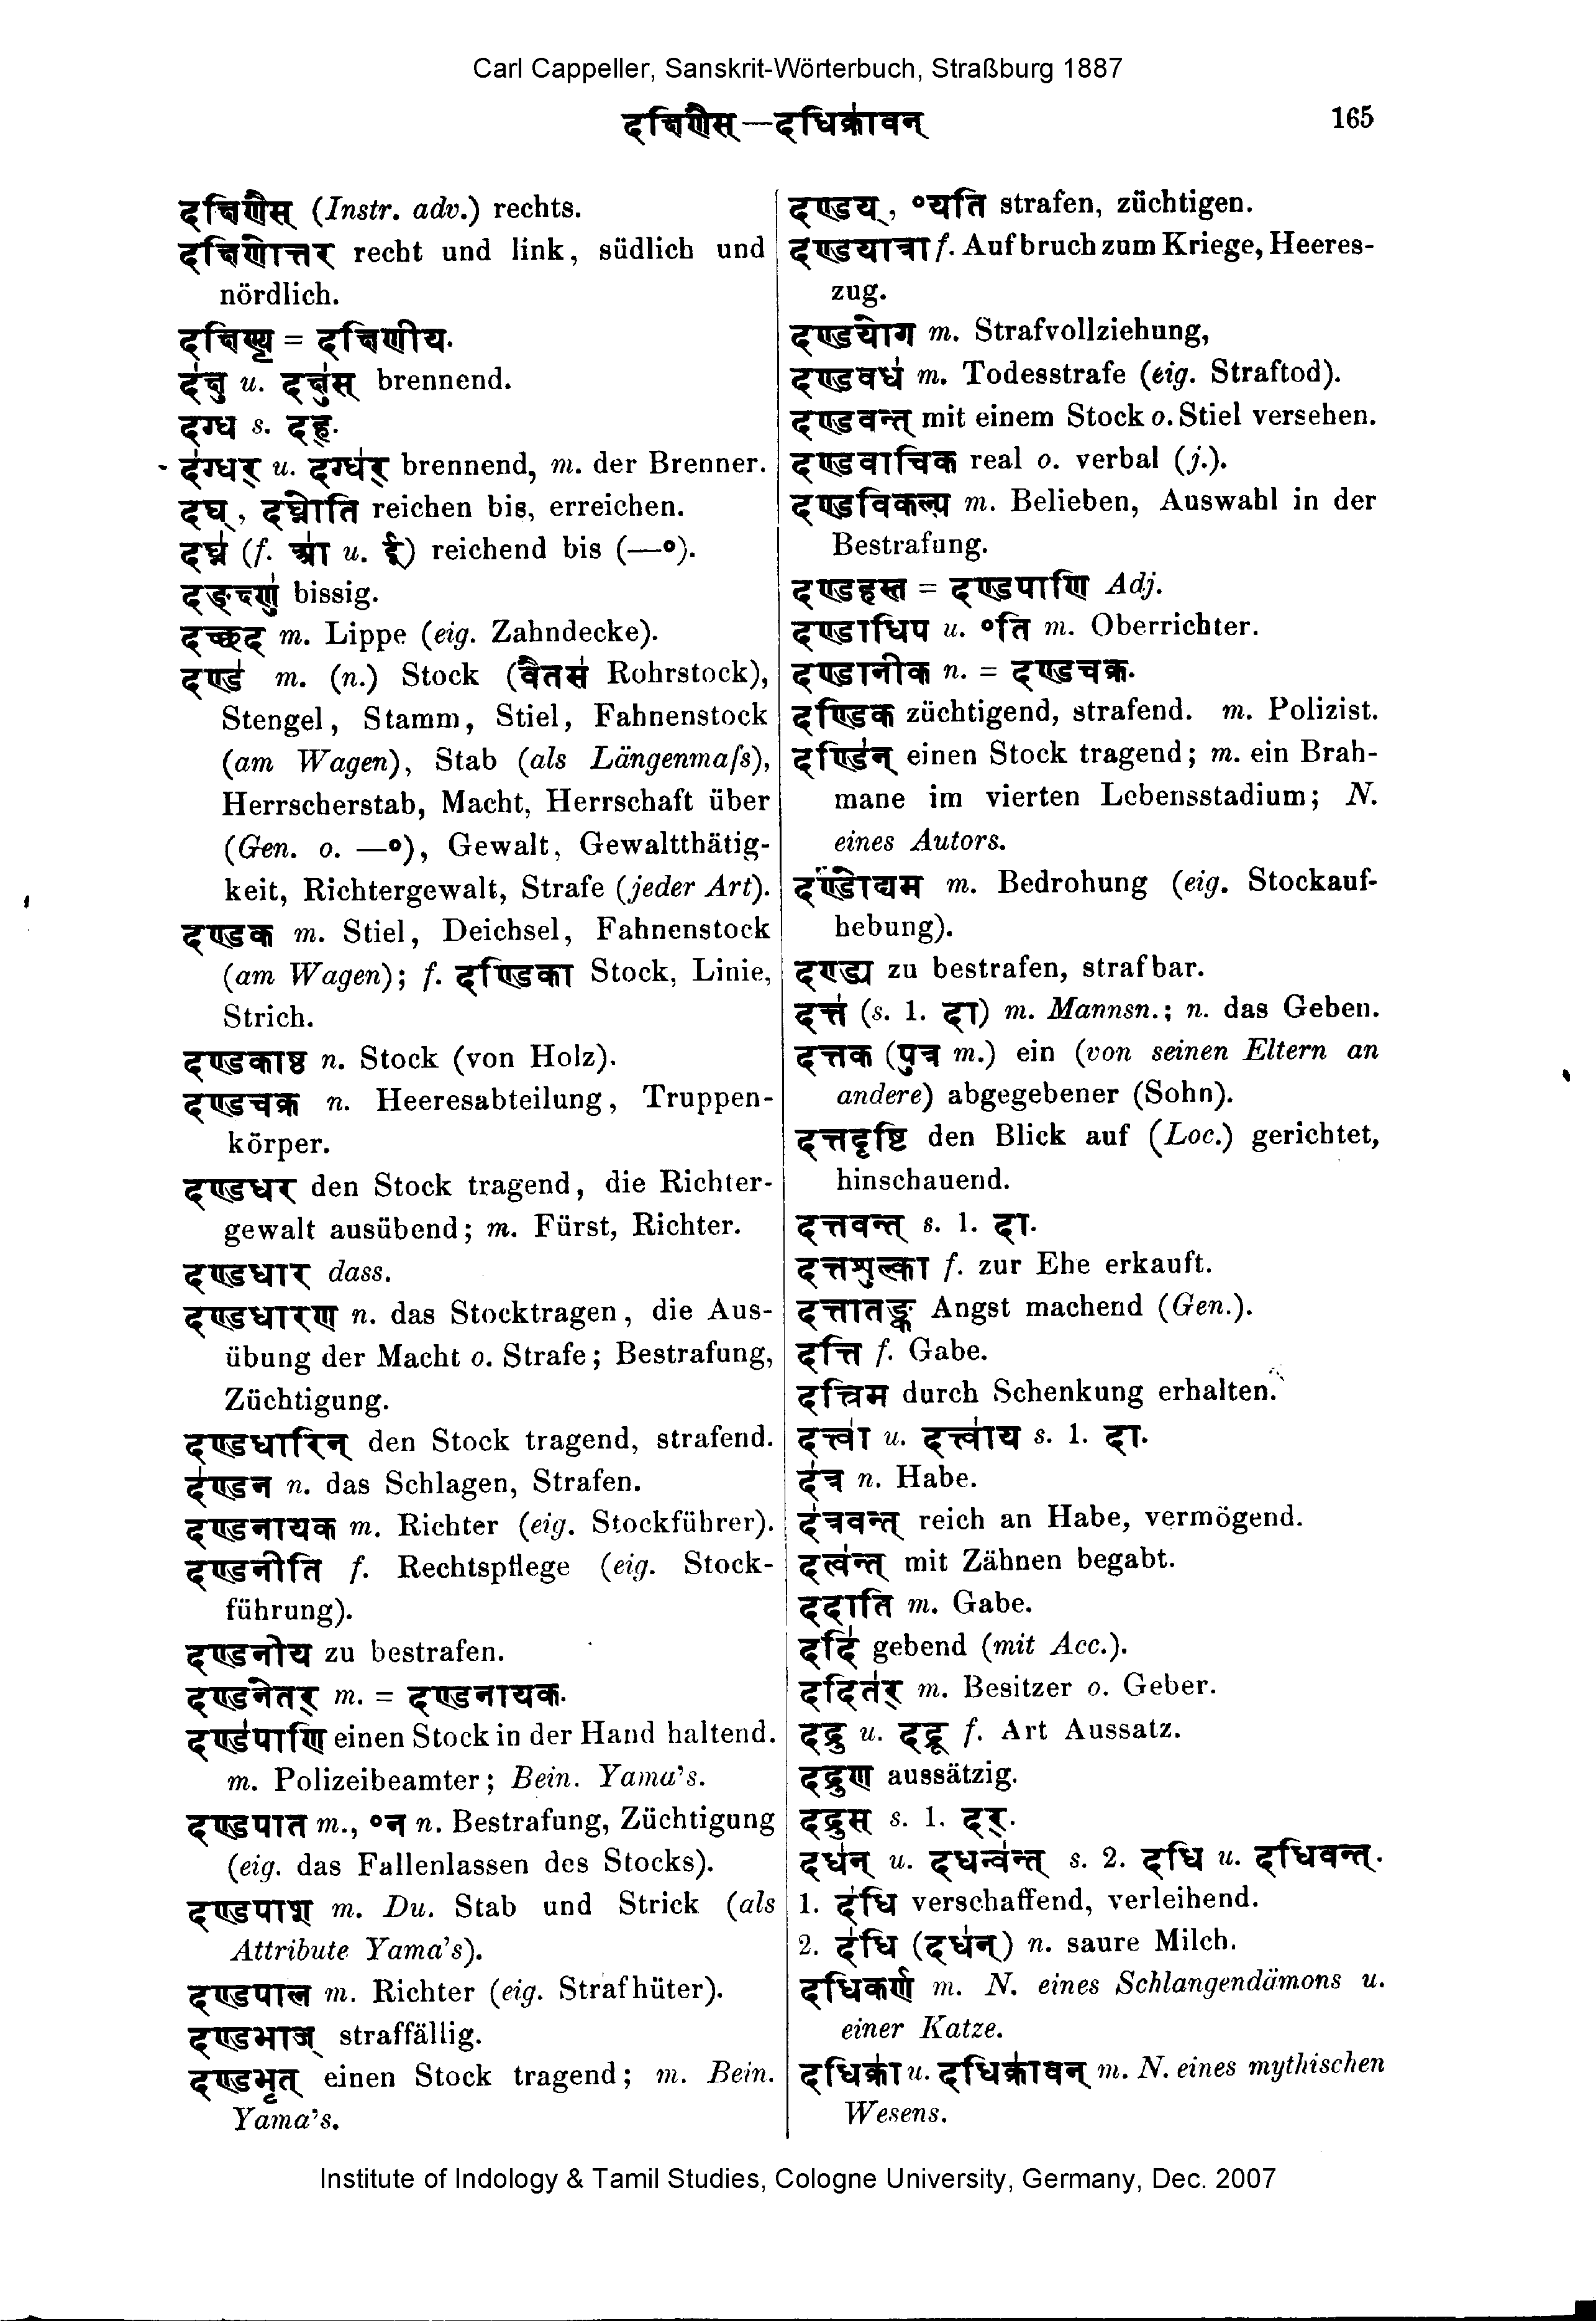 Carl Cappeller, Sanskrit-Wörterbuch, Straßburg 1887
दक्षिणैस् — दधिक्रा॑वन् 165
दक्षिणैस् (Instr. adv.) rechts.
दक्षिणोत्तर recht und link, südlich und
nördlich.
दक्षिण्य = दक्षिणीय.
द॑क्षु u. दक्षु॑स् brennend.
दग्ध s. दह्.
द॑ग्धर् u. दग्ध॑र् brennend, m. der Brenner.
दघ्, दघ्नोति reichen bis, erreichen.
दघ्न॑ (f. आ॑ u. ई॑) reichend bis (—°).
दङ्क्ष्णु॑ bissig.
दच्छद m. Lippe (eig. Zahndecke).
दण्ड॑ m. (n.) Stock (वैतस॑ Rohrstock),
Stengel, Stamm, Stiel, Fahnenstock
(am Wagen), Stab (als Längenmaſs),
Herrscherstab, Macht, Herrschaft über
(Gen. o. —°), Gewalt, Gewaltthätig-
keit, Richtergewalt, Strafe (jeder Art).
दण्डक m. Stiel, Deichsel, Fahnenstock
(am Wagen); f. दण्डिका Stock, Linie,
Strich.
दण्डकाष्ठ n. Stock (von Holz).
दण्डचक्र n. Heeresabteilung, Truppen-
körper.
दण्डधर den Stock tragend, die Richter-
gewalt ausübend; m. Fürst, Richter.
दण्डधार dass.
दण्डधारण n. das Stocktragen, die Aus-
übung der Macht o. Strafe; Bestrafung,
Züchtigung.
दण्डधारिन् den Stock tragend, strafend.
द॑ण्डन n. das Schlagen, Strafen.
दण्डनायक m. Richter (eig. Stockführer).
दण्डनीति f. Rechtspflege (eig. Stock-
führung).
दण्डनीय zu bestrafen.
दण्डनेतर् m. = दण्डनायक.
दण्ड॑पाणि einen Stock in der Hand haltend.
m. Polizeibeamter; Bein. Yama's.
दण्डपात m., °न n. Bestrafung, Züchtigung
(eig. das Fallenlassen des Stocks).
दण्डपाश m. Du. Stab und Strick (als
Attribute Yama's).
दण्डपाल m. Richter (eig. Strafhüter).
दण्डभाज् straffällig.
दण्डभृत् einen Stock tragend; m. Bein.
Yama's.
दण्डय्, °यति strafen, züchtigen.
दण्डयात्रा f. Aufbruch zum Kriege, Heeres-
zug.
दण्डयोग m. Strafvollziehung,
दण्डवध॑ m. Todesstrafe (eig. Straftod).
दण्डवन्त् mit einem Stock o. Stiel versehen.
दण्डवाचिक real o. verbal (j.).
दण्डविकल्प m. Belieben, Auswahl in der
Bestrafung.
दण्डहस्त = दण्डपाणि Adj.
दण्डाधिप u. °ति m. Oberrichter.
दण्डानीक n. = दण्डचक्र.
दण्डिक züchtigend, strafend. m. Polizist.
दण्डि॑न् einen Stock tragend; m. ein Brah-
mane im vierten Lebensstadium; N.
eines Autors.
दण्डोद्यम m. Bedrohung (eig. Stockauf-
hebung).
दण्ड्य zu bestrafen, strafbar.
दत्त॑ (s. 1. दा) m. Mannsn.; n. das Geben.
दत्तक (पुत्र m.) ein (von seinen Eltern an
andere) abgegebener (Sohn).
दत्तदृष्टि den Blick auf (Loc.) gerichtet,
hinschauend.
दत्तवन्त् s. 1. दा.
दत्तशुल्का f. zur Ehe erkauft.
दत्तातङ्क Angst machend (Gen.).
दत्ति f. Gabe.
दत्त्रिम durch Schenkung erhalten.
दत्त्वा॑ u. दत्त्वा॑य s. 1. दा.
द॑त्र n. Habe.
द॑त्रवन्त् reich an Habe, vermögend.
दत्व॑न्त् mit Zähnen begabt.
ददाति m. Gabe.
ददि॑ gebend (mit Acc.).
ददित॑र् m. Besitzer o. Geber.
दद्रु u. दद्रू f. Art Aussatz.
दद्रुण aussätzig.
दद्रुस् s. 1. दर्.
दध॑न् u. दधन्व॑न्त् s. 2. दधि u. दधिवन्त्.
1. द॑धि verschaffend, verleihend.
2. द॑धि (दध॑न्) n. saure Milch.
दधिकर्ण m. N. eines Schlangendämons u.
einer Katze.
दधिक्रा॑ u. दधिक्रा॑वन् m. N. eines mythischen
Wesens.
Institute of Indology & Tamil Studies, Cologne University, Germany, Dec. 2007